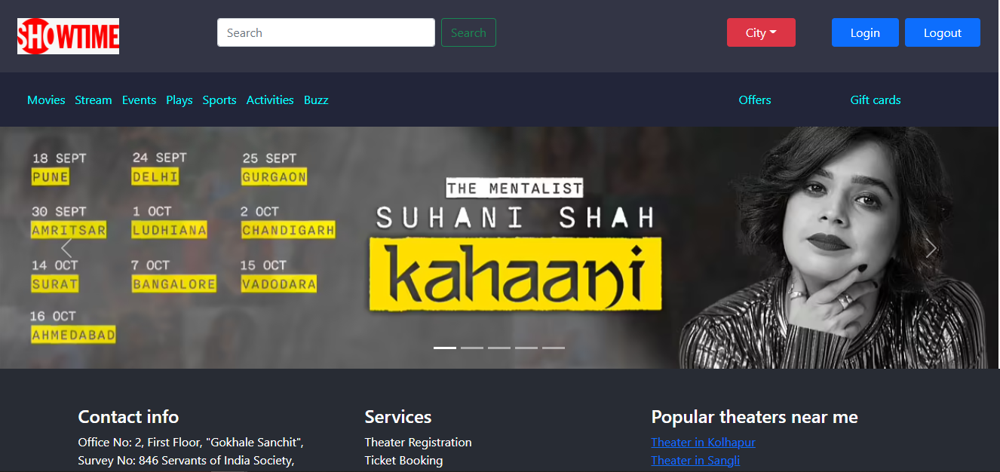 SHOWTIME
Search
Search
City
Login
Logout
Movies Stream Events Plays Sports Activities Buzz
Offers
Gift cards
18 SEPT
PUNE
24 SEPT
DELHI
25 SEPT
GURGAON
30 SEPT
AMRITSAR
1 OCT
LUDHIANA
2 OCT
CHANDIGARH
14 OCT
SURAT
7 OCT
BANGALORE
15 OCT
VADODARA
16 OCT
AHMEDABAD
THE MENTALIST
SUHANI SHAH
kahaani
Contact info
Office No: 2, First Floor, "Gokhale Sanchit",
Survey No: 846 Servants of India Society,
Services
Theater Registration
Ticket Booking
Popular theaters near me
Theater in Kolhapur
Theater in Sangli